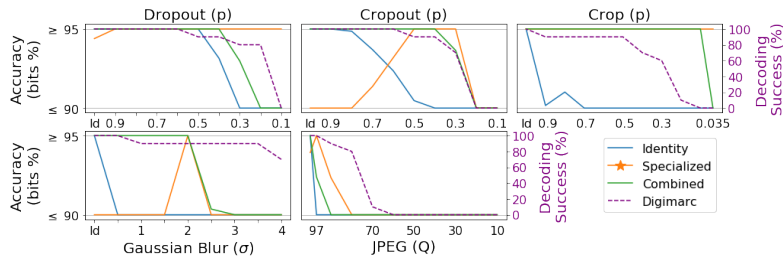 Dropout (p)
Cropout (p)
Crop (p)
Accuracy
(bits %)
≥ 95
≤ 90
Id 0.9 0.7 0.5 0.3 0.1
Id 0.9 0.7 0.5 0.3 0.1
Id 0.9 0.7 0.5 0.3 0.035
100
80
60
40
20
0
Decoding
Success (%)
Accuracy
(bits %)
≥ 95
≤ 90
Id 1 2 3 4
Gaussian Blur (σ)
97 70 50 30 10
JPEG (Q)
100
80
60
40
20
0
Decoding
Success (%)
Identity
Specialized
Combined
Digimarc